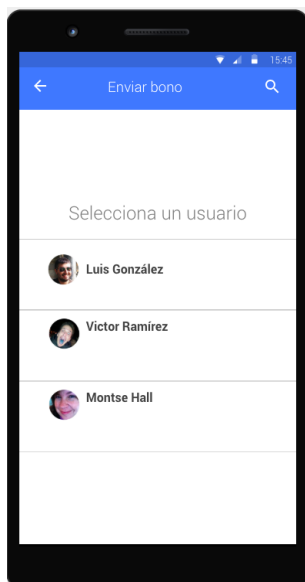 15:45
Enviar bono
Selecciona un usuario
Luis González
Victor Ramírez
Montse Hall